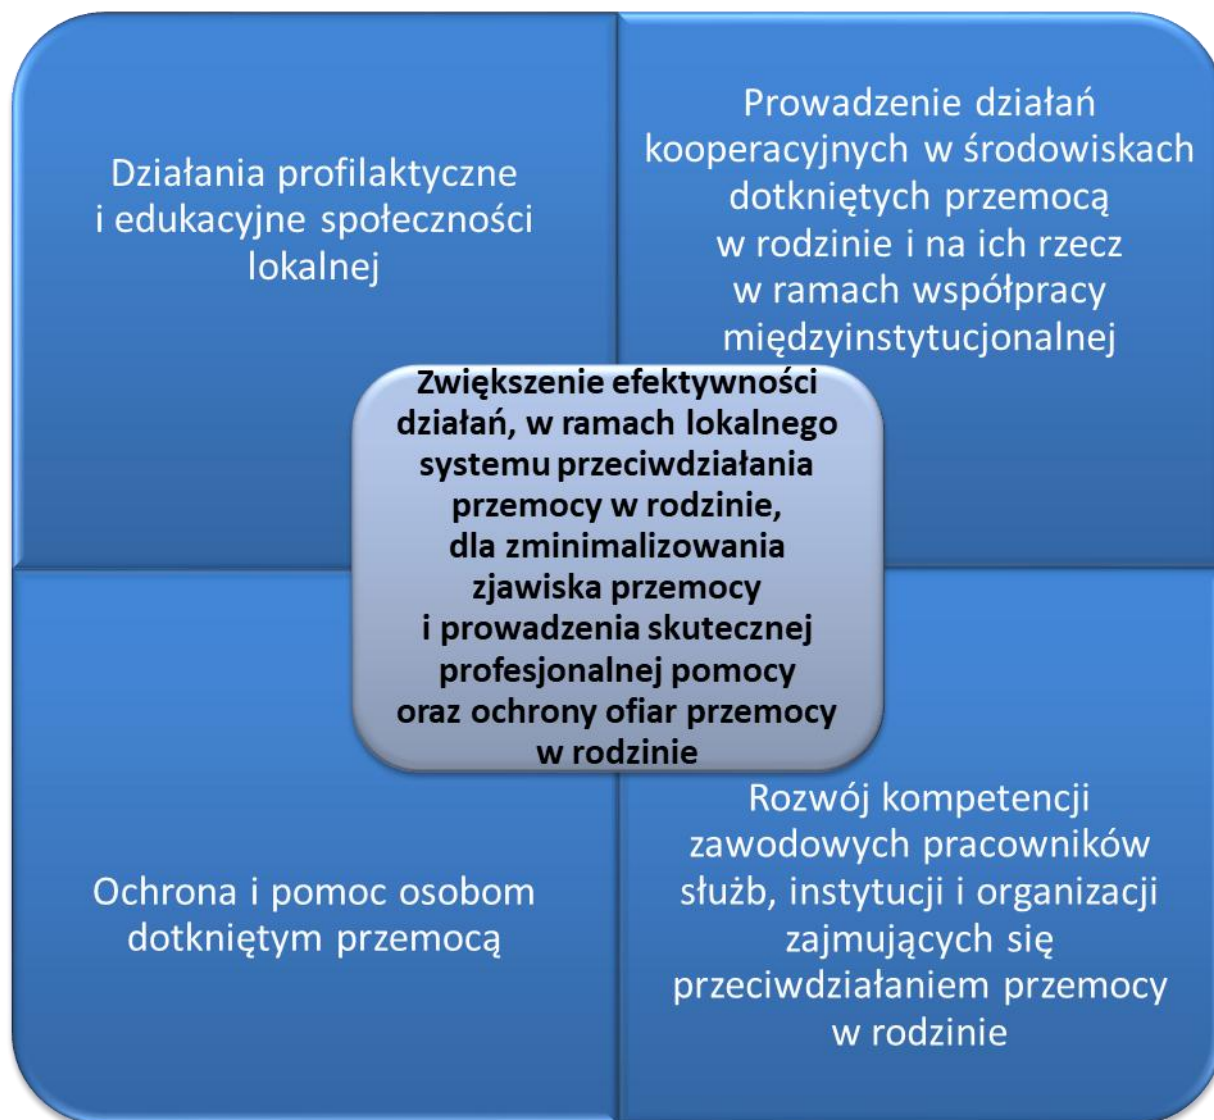 Działania profilaktyczne
i edukacyjne społeczności
lokalnej
Prowadzenie działań
kooperacyjnych w środowiskach
dotkniętych przemocą
w rodzinie i na ich rzecz
w ramach współpracy
międzyinstytucjonalnej
Zwiększenie efektywności
działań, w ramach lokalnego
systemu przeciwdziałania
przemocy w rodzinie,
dla zminimalizowania
zjawiska przemocy
i prowadzenia skutecznej
profesjonalnej pomocy
oraz ochrony ofiar przemocy
w rodzinie
Ochrona i pomoc osobom
dotkniętym przemocą
Rozwój kompetencji
zawodowych pracowników
służb, instytucji i organizacji
zajmujących się
przeciwdziałaniem przemocy
w rodzinie